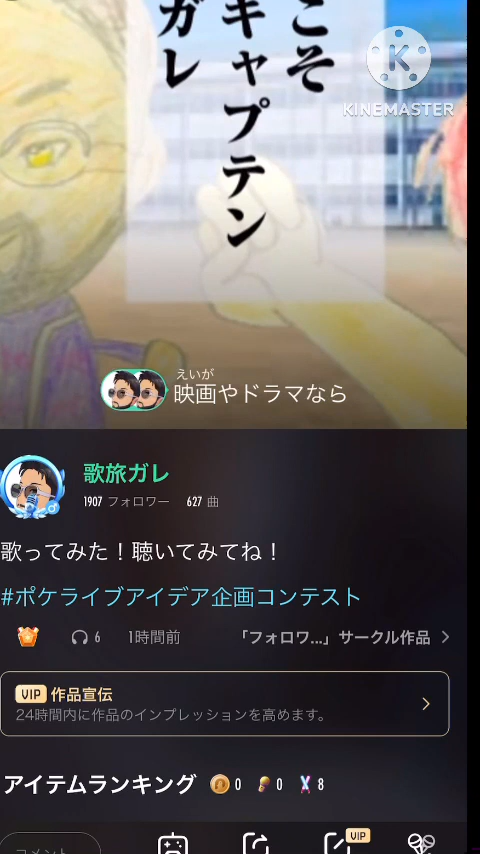 こそ
キャプテン
ガレ
KINEMASTER
えいが
映画やドラマなら
歌旅ガレ
1907 フォロワー 627 曲
歌ってみた！聴いてみてね！
#ポケライブアイデア企画コンテスト
6 1時間前 「フォロワ...」サークル作品
VIP 作品宣伝
24時間内に作品のインプレッションを高めます。
アイテムランキング 0 0 8
コメント
VIP